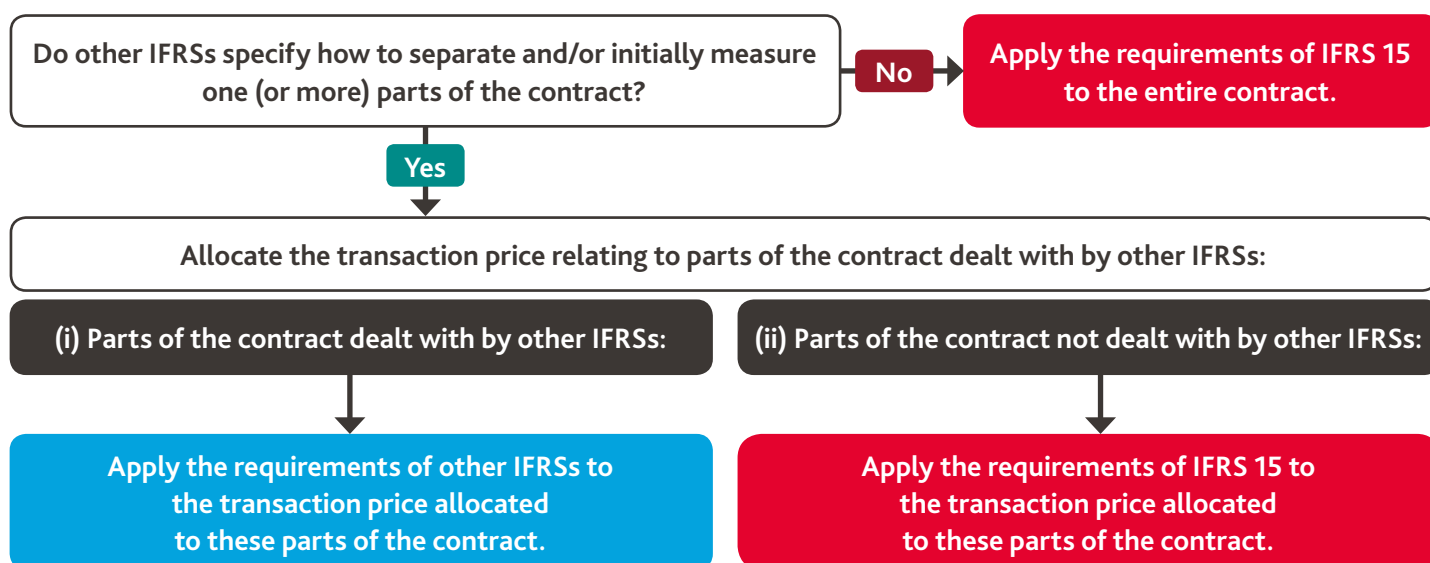 Do other IFRSs specify how to separate and/or initially measure
one (or more) parts of the contract?
No
Apply the requirements of IFRS 15
to the entire contract.
Yes
Allocate the transaction price relating to parts of the contract dealt with by other IFRSs:
(i) Parts of the contract dealt with by other IFRSs:
(ii) Parts of the contract not dealt with by other IFRSs:
Apply the requirements of other IFRSs to
the transaction price allocated
to these parts of the contract.
Apply the requirements of IFRS 15 to
the transaction price allocated
to these parts of the contract.